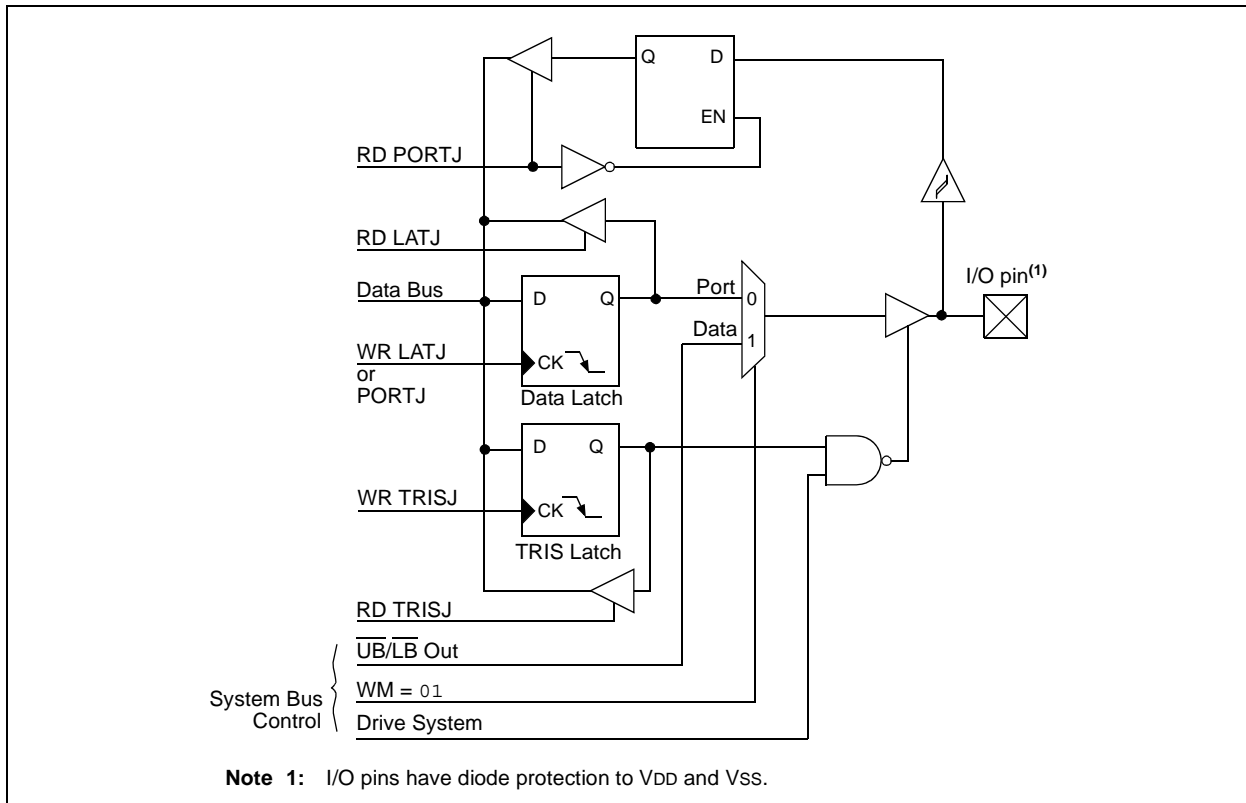 Q D
EN
RD PORTJ
RD LATJ
I/O pin(1)
Data Bus
D Q
Port
0
Data
1
WR LATJ
or
PORTJ
CK
Data Latch
D Q
WR TRISJ
CK
TRIS Latch
RD TRISJ
U̅B̅/L̅B̅ Out
WM = 01
System Bus
Control
Drive System
Note 1: I/O pins have diode protection to VDD and VSS.